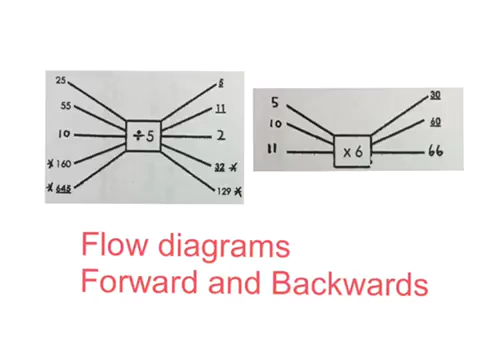 25 5
55 11
10 ÷5 2
* 160 32 *
* 645 129 *
5 30
10 60
11 x 6 66
Flow diagrams
Forward and Backwards